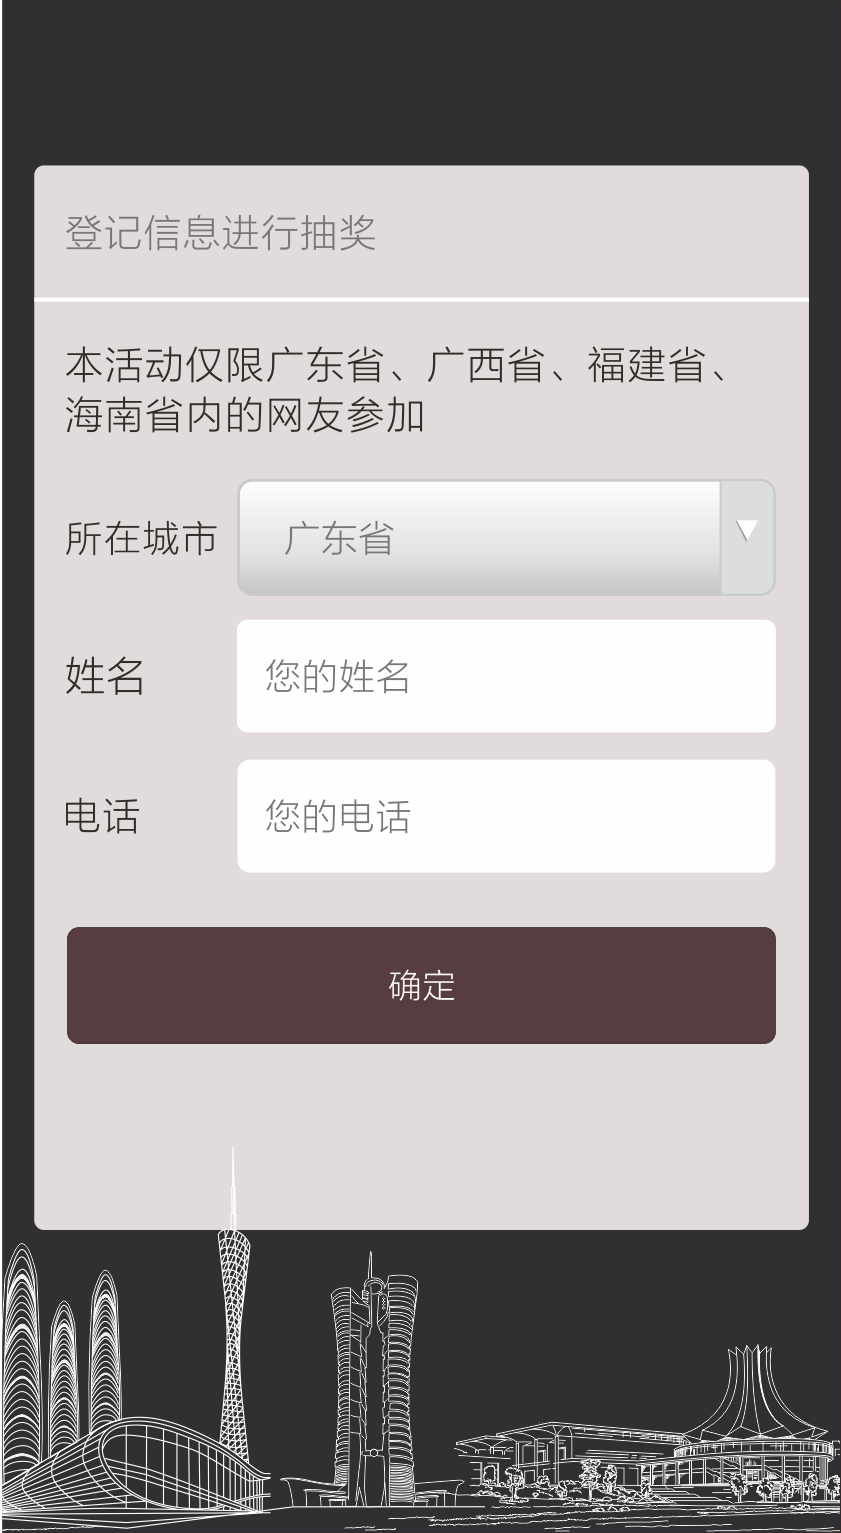 登记信息进行抽奖
本活动仅限广东省、广西省、福建省、
海南省内的网友参加
所在城市 广东省
姓名 您的姓名
电话 您的电话
确定